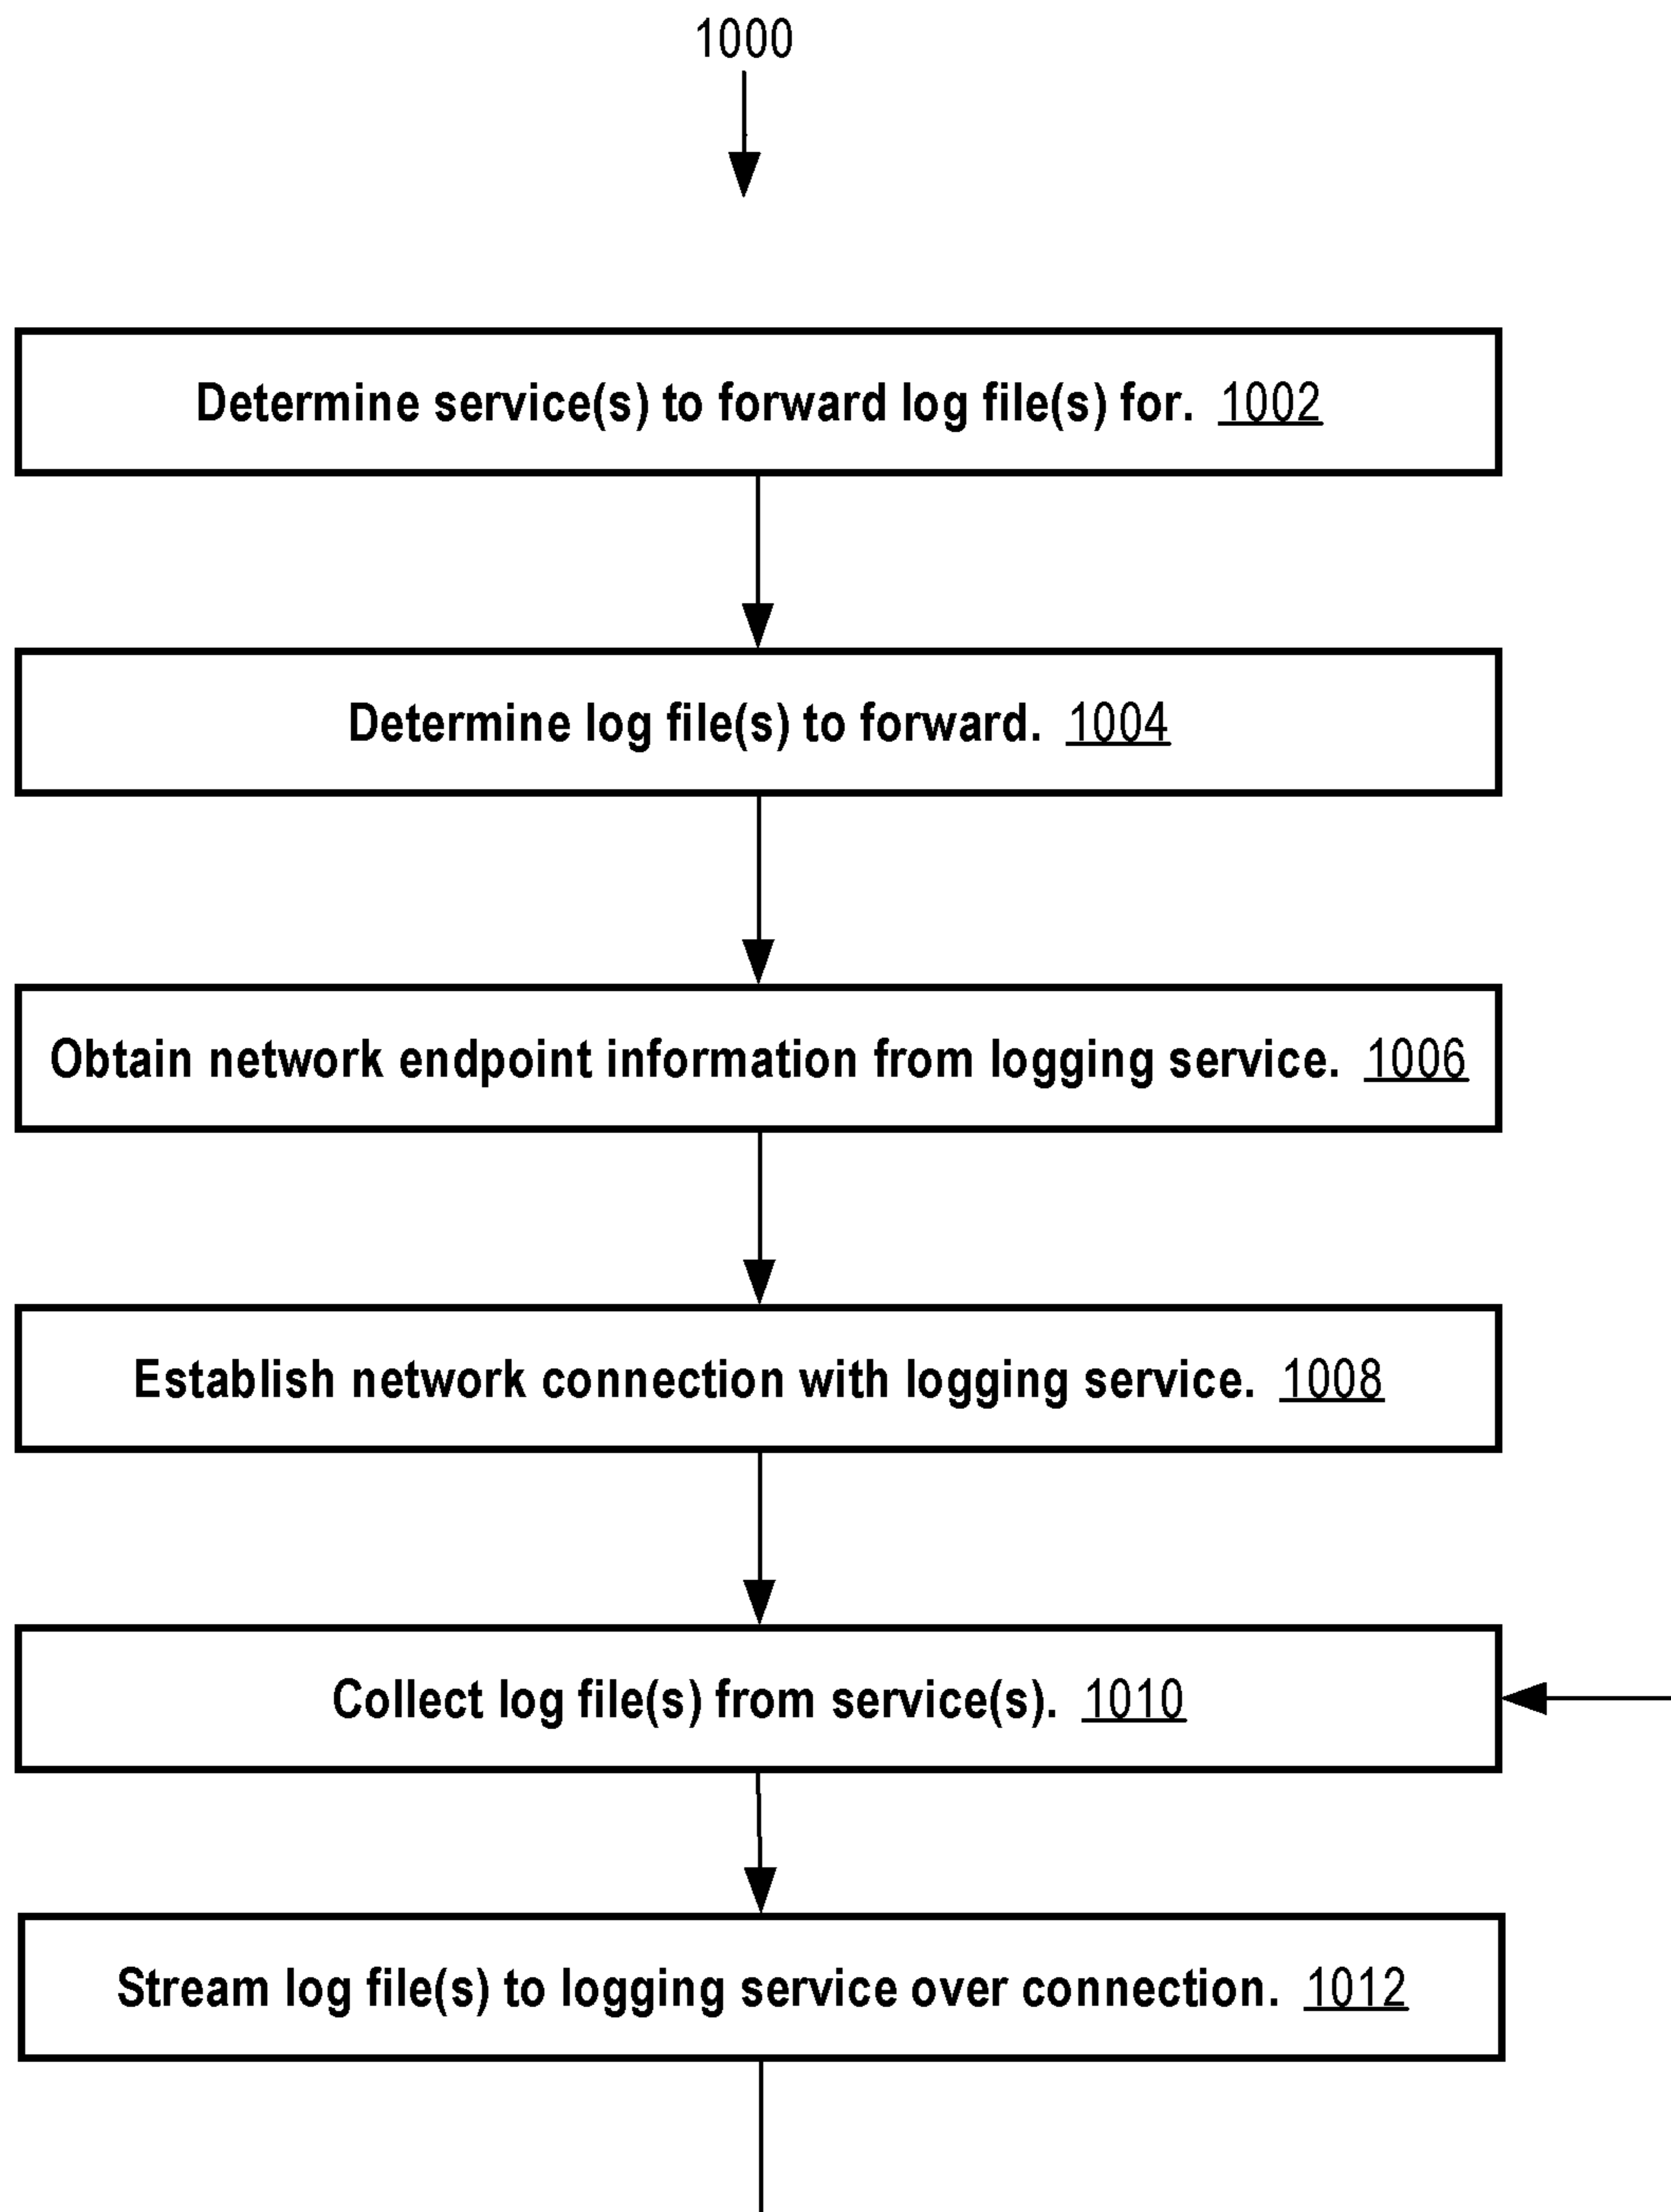 1000
Determine service(s) to forward log file(s) for. 1002
Determine log file(s) to forward. 1004
Obtain network endpoint information from logging service. 1006
Establish network connection with logging service. 1008
Collect log file(s) from service(s). 1010
Stream log file(s) to logging service over connection. 1012